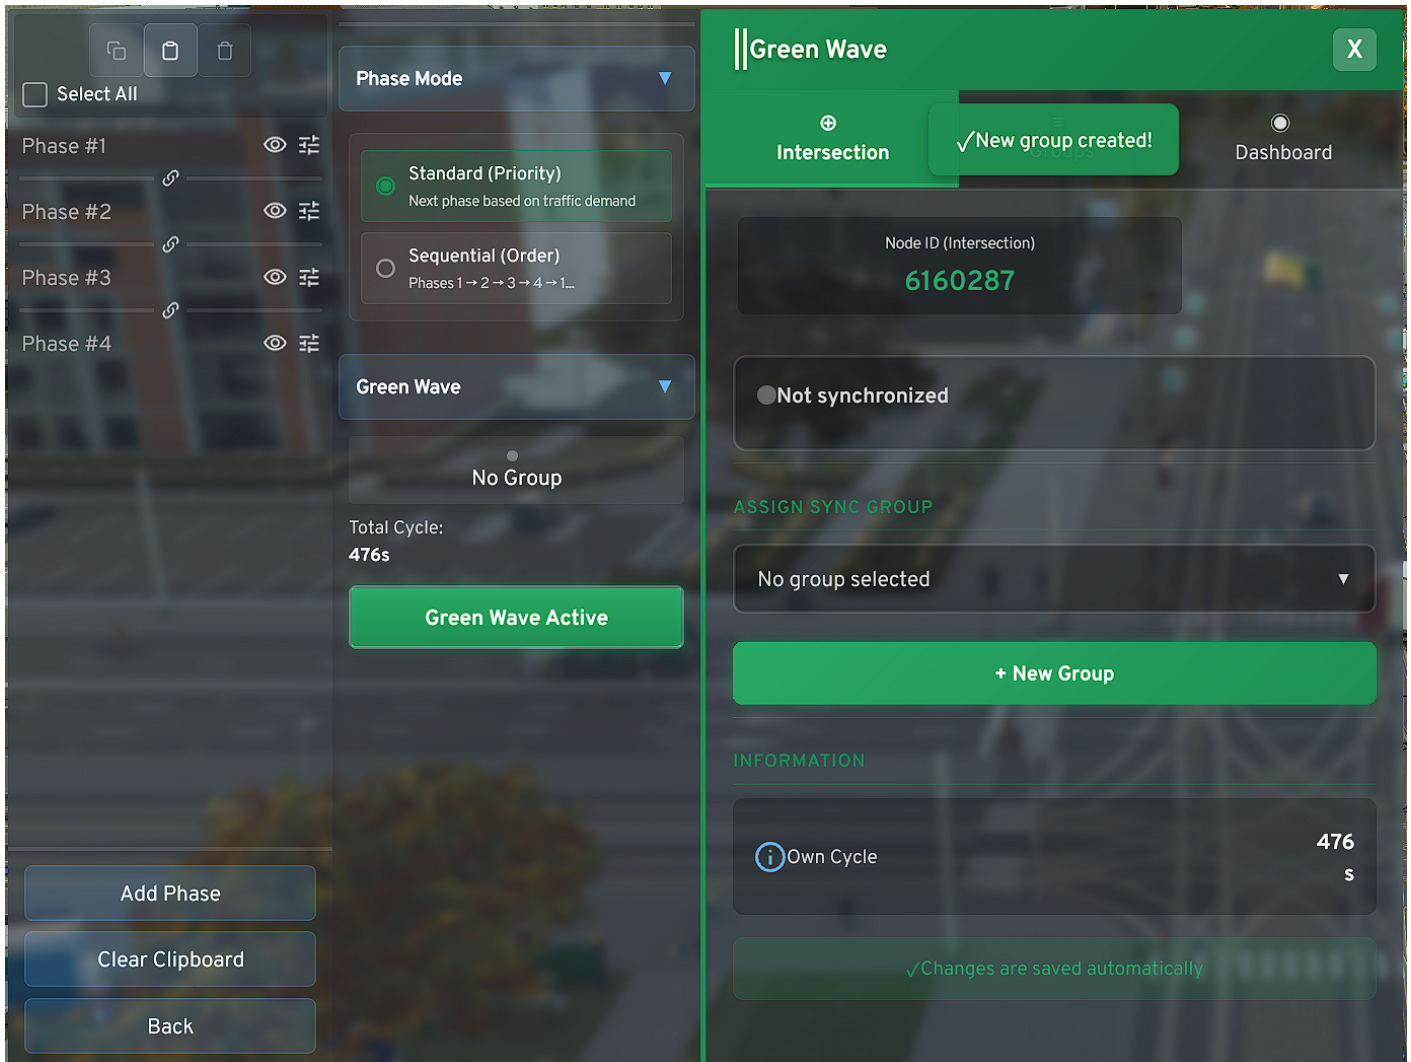 Select All
Phase #1
Phase #2
Phase #3
Phase #4
Add Phase
Clear Clipboard
Back
Phase Mode
▼
Standard (Priority)
Next phase based on traffic demand
Sequential (Order)
Phases 1 → 2 → 3 → 4 → 1...
Green Wave
▼
No Group
Total Cycle:
476s
Green Wave Active
Green Wave
X
Intersection
✓New group created!
Groups
Dashboard
Node ID (Intersection)
6160287
Not synchronized
ASSIGN SYNC GROUP
No group selected
▼
+ New Group
INFORMATION
Own Cycle
476
s
✓Changes are saved automatically